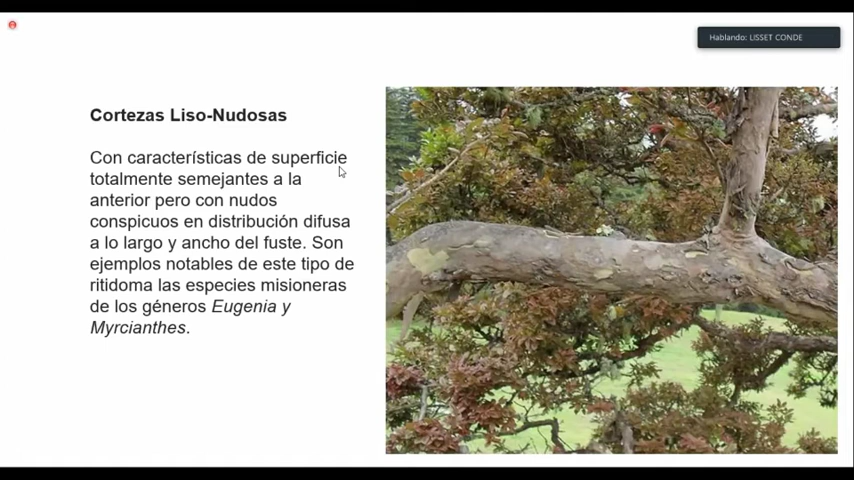 Hablando: LISSET CONDE
Cortezas Liso-Nudosas
Con características de superficie
totalmente semejantes a la
anterior pero con nudos
conspicuos en distribución difusa
a lo largo y ancho del fuste. Son
ejemplos notables de este tipo de
ritidoma las especies misioneras
de los géneros Eugenia y
Myrcianthes.